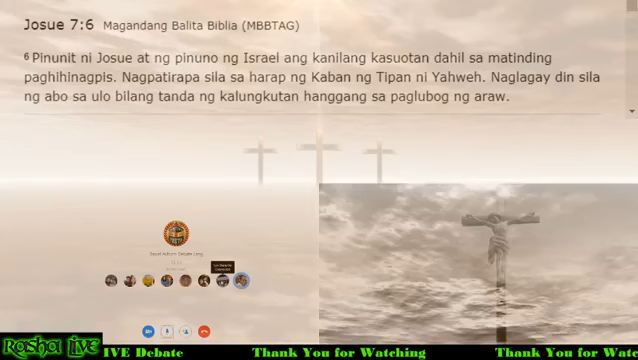 Josue 7:6 Magandang Balita Biblia (MBBTAG)
6 Pinunit ni Josue at ng pinuno ng Israel ang kanilang kasuotan dahil sa matinding
paghihinagpis. Nagpatirapa sila sa harap ng Kaban ng Tipan ni Yahweh. Naglagay din sila
ng abo sa ulo bilang tanda ng kalungkutan hanggang sa paglubog ng araw.
Rasha Live
IVE Debate Thank You for Watching Thank You for Watc